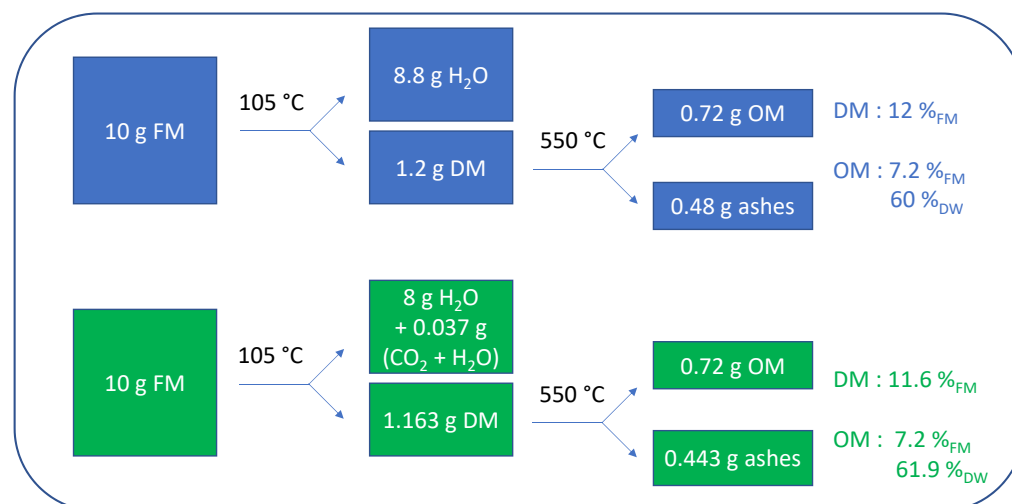 10 g FM
105 °C
8.8 g H₂O
1.2 g DM
550 °C
0.72 g OM
0.48 g ashes
DM : 12 %FM
OM : 7.2 %FM
60 %DW
10 g FM
105 °C
8 g H₂O
+ 0.037 g
(CO₂ + H₂O)
1.163 g DM
550 °C
0.72 g OM
0.443 g ashes
DM : 11.6 %FM
OM : 7.2 %FM
61.9 %DW